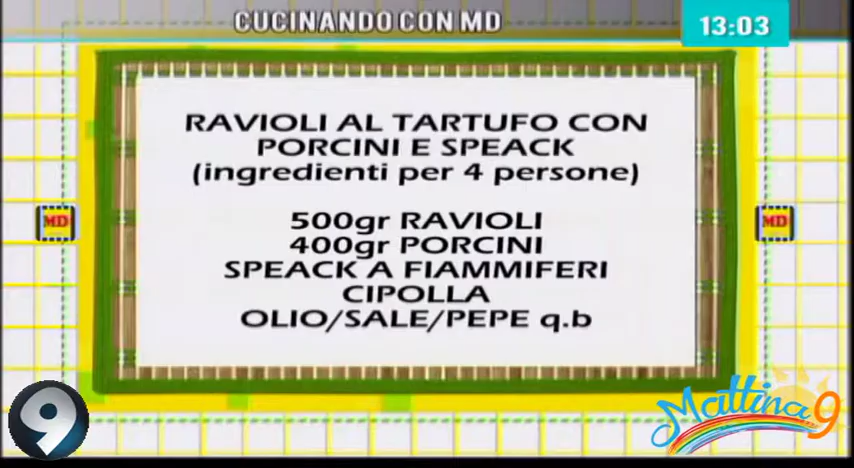 CUCINANDO CON MD
13:03
RAVIOLI AL TARTUFO CON
PORCINI E SPEACK
(ingredienti per 4 persone)
500gr RAVIOLI
400gr PORCINI
SPEACK A FIAMMIFERI
CIPOLLA
OLIO/SALE/PEPE q.b
MD
MD
9
Mattina 9